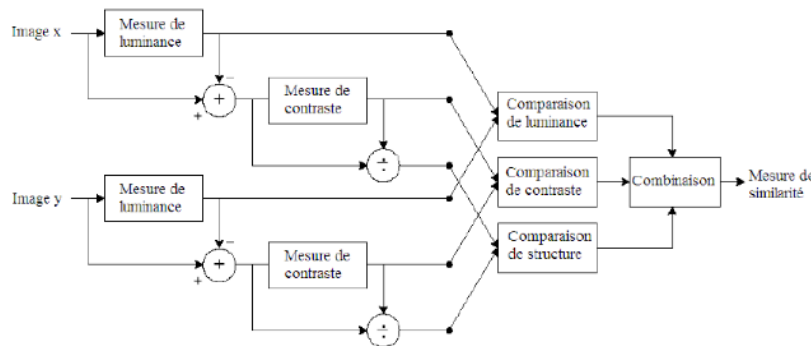 Image x
Mesure de
luminance
−
+
+
Mesure de
contraste
÷
Image y
Mesure de
luminance
−
+
+
Mesure de
contraste
÷
Comparaison
de luminance
Comparaison
de contraste
Comparaison
de structure
Combinaison
Mesure de
similarité